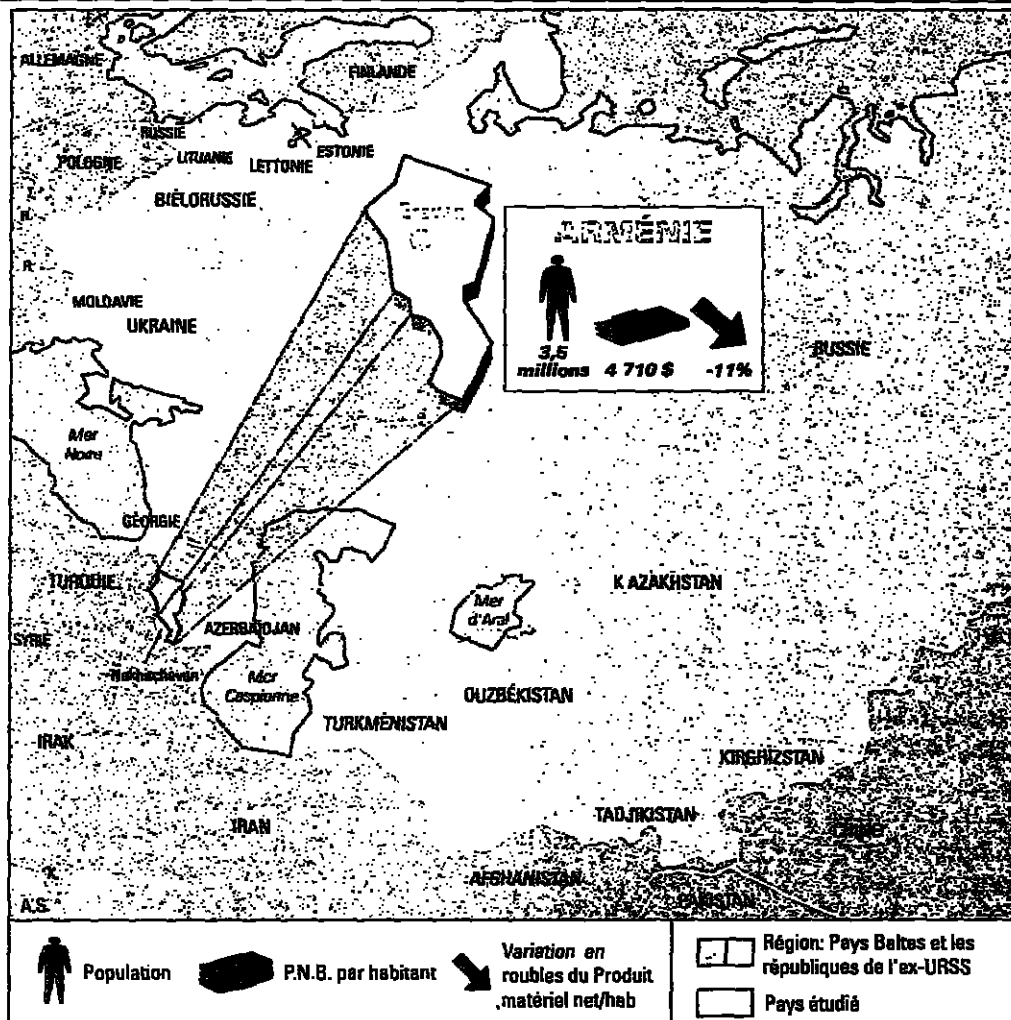 ALLEMAGNE
FINLANDE
RUSSIE
POLOGNE
LITUANIE
LETTONIE
ESTONIE
BIÉLORUSSIE
ARMÉNIE
MOLDAVIE
UKRAINE
RUSSIE
3,5
millions 4 710 $ -11%
Mer
Noire
GÉORGIE
TURQUIE
KAZAKHSTAN
Mer
d'Aral
SYRIE
AZERBAÏDJAN
Nakhitchevan
Mer
Caspienne
OUZBÉKISTAN
TURKMÉNISTAN
IRAK
KIRGHIZSTAN
IRAN
TADJIKISTAN
CHINE
AFGHANISTAN
PAKISTAN
A.S.
Population
P.N.B. par habitant
Variation en
roubles du Produit
matériel net/hab
Région: Pays Baltes et les
républiques de l'ex-URSS
Pays étudié